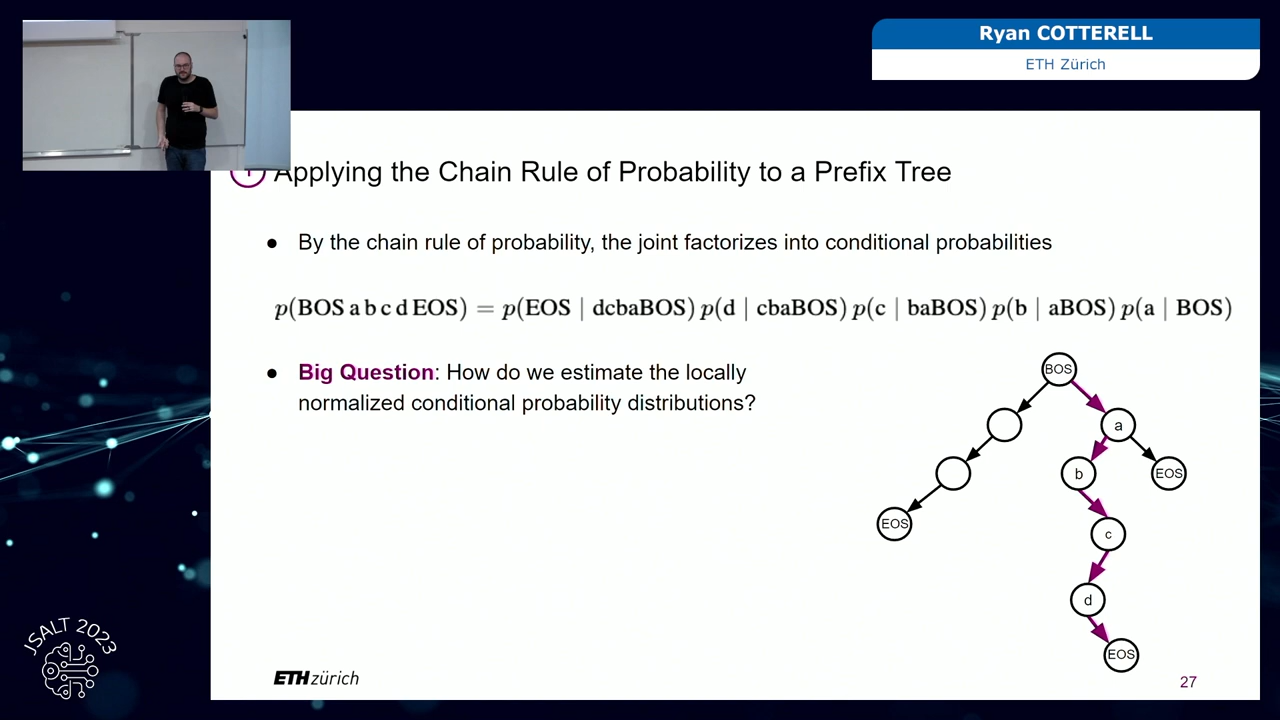 Ryan COTTERELL
ETH Zürich
1 Applying the Chain Rule of Probability to a Prefix Tree
● By the chain rule of probability, the joint factorizes into conditional probabilities
p(BOS a b c d EOS) = p(EOS | dcbaBOS) p(d | cbaBOS) p(c | baBOS) p(b | aBOS) p(a | BOS)
● Big Question: How do we estimate the locally
normalized conditional probability distributions?
BOS
a
b
EOS
EOS
c
d
EOS
JSALT 2023
ETH zürich
27